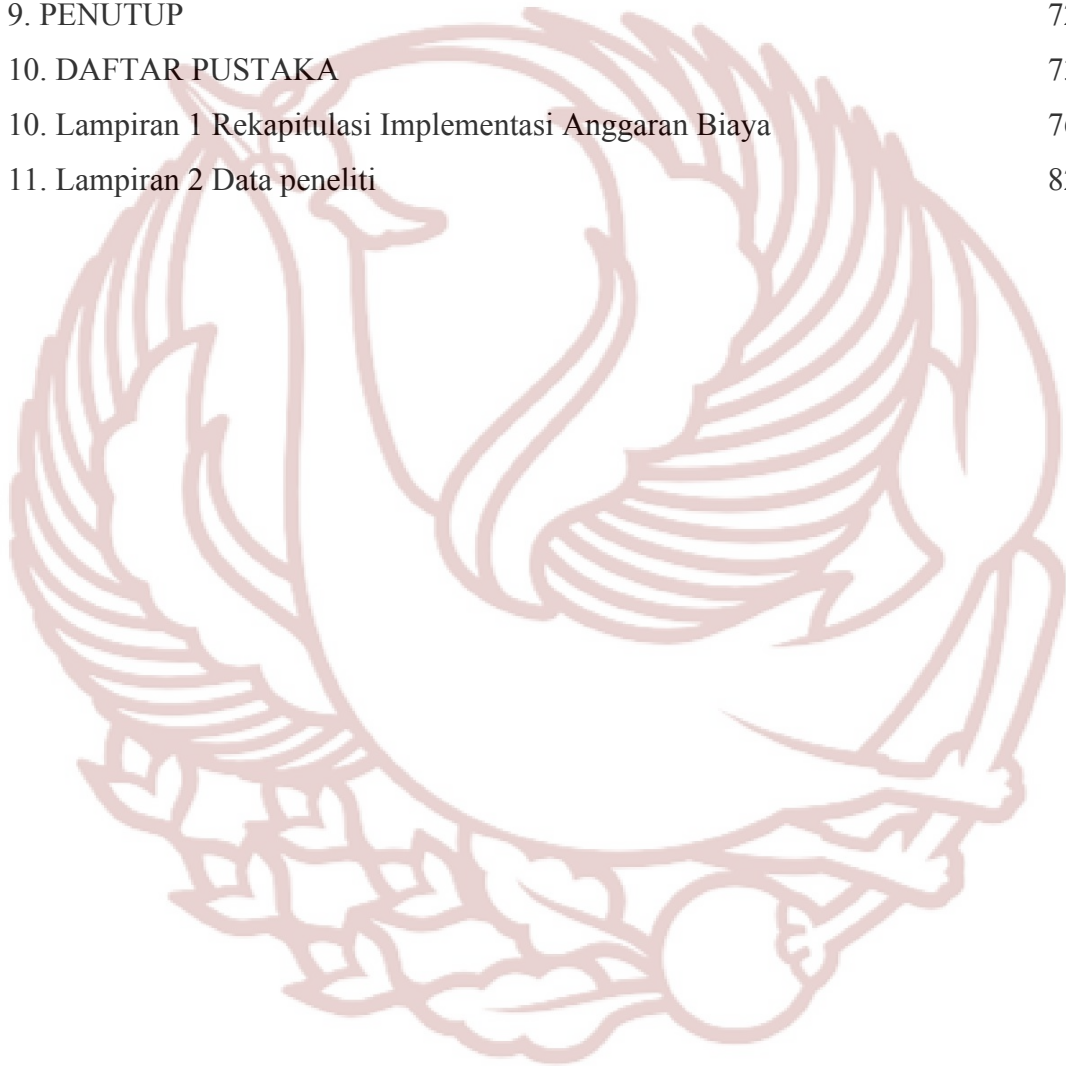 9. PENUTUP
10. DAFTAR PUSTAKA
10. Lampiran 1 Rekapitulasi Implementasi Anggaran Biaya
11. Lampiran 2 Data peneliti